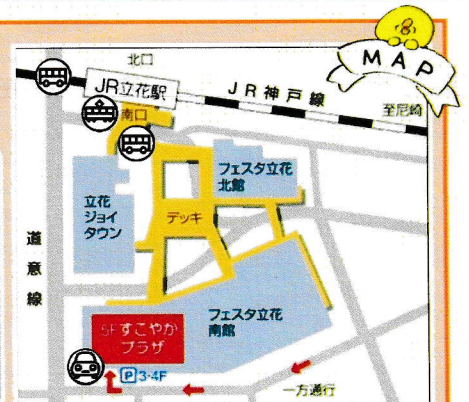 MAP
北口
JR立花駅
JR神戸線
至尼崎
南口
フェスタ立花
北館
立花
ジョイ
タウン
デッキ
道意線
フェスタ立花
南館
5Fすこやか
プラザ
P 3・4F
一方通行